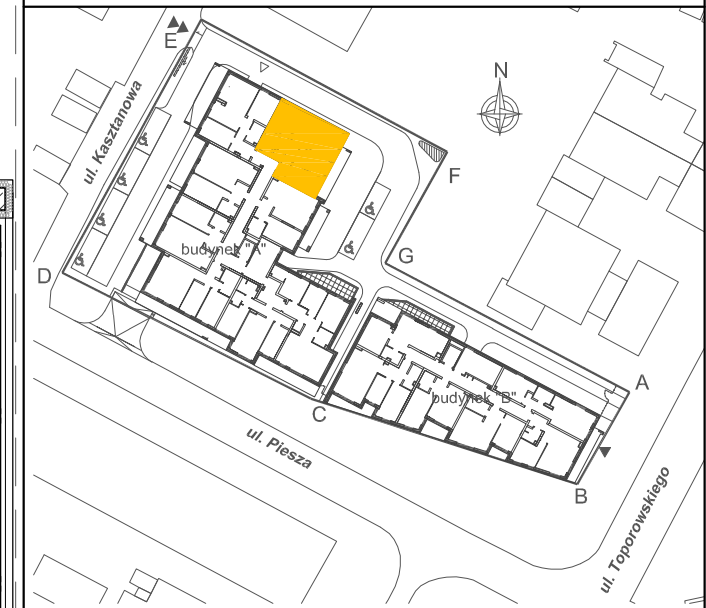 E
N
ul. Kasztanowa
F
G
budynek "A"
D
A
budynek "B"
C
ul. Piesza
B
ul. Toporowskiego